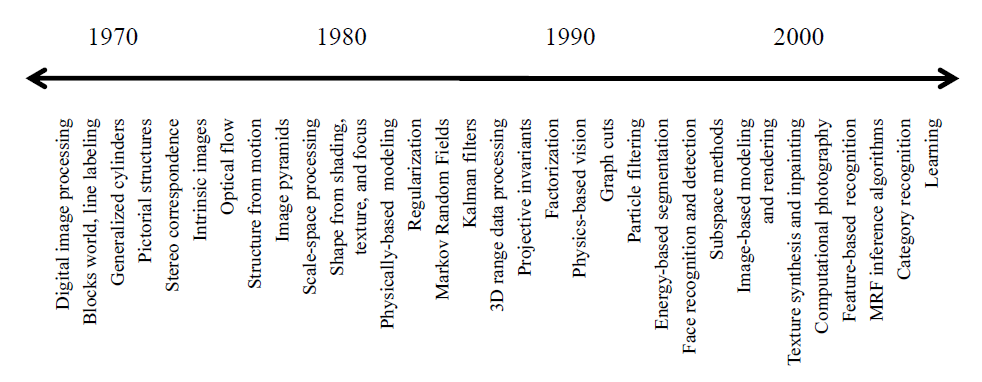 1970
1980
1990
2000
Digital image processing
Blocks world, line labeling
Generalized cylinders
Pictorial structures
Stereo correspondence
Intrinsic images
Optical flow
Structure from motion
Image pyramids
Scale-space processing
Shape from shading,
texture, and focus
Physically-based modeling
Regularization
Markov Random Fields
Kalman filters
3D range data processing
Projective invariants
Factorization
Physics-based vision
Graph cuts
Particle filtering
Energy-based segmentation
Face recognition and detection
Subspace methods
Image-based modeling
and rendering
Texture synthesis and inpainting
Computational photography
Feature-based recognition
MRF inference algorithms
Category recognition
Learning